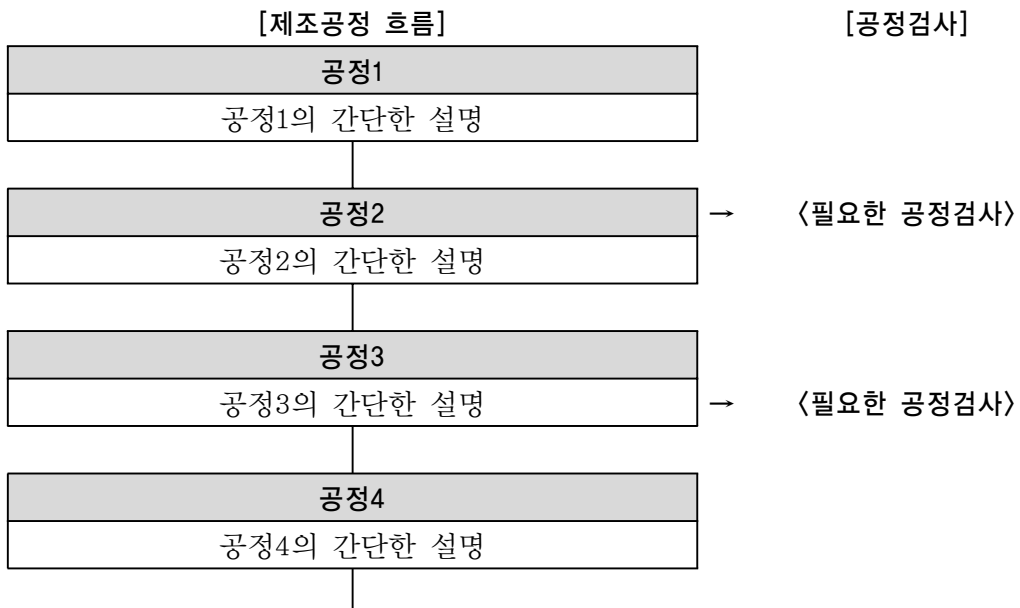 [제조공정 흐름] [공정검사]
공정1
공정1의 간단한 설명
공정2 → <필요한 공정검사>
공정2의 간단한 설명
공정3
공정3의 간단한 설명 → <필요한 공정검사>
공정4
공정4의 간단한 설명